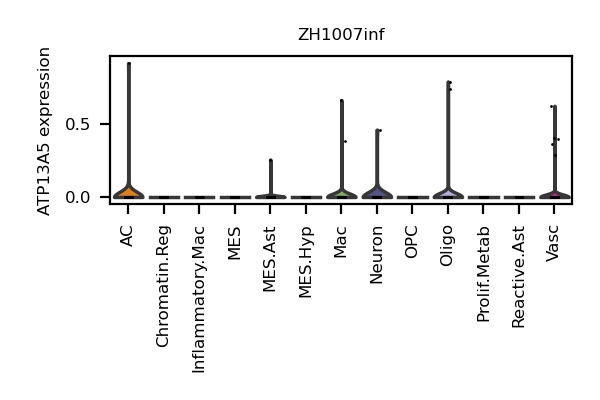 ZH1007inf
ATP13A5 expression
0.5
0.0
AC
Chromatin.Reg
Inflammatory.Mac
MES
MES.Ast
MES.Hyp
Mac
Neuron
OPC
Oligo
Prolif.Metab
Reactive.Ast
Vasc